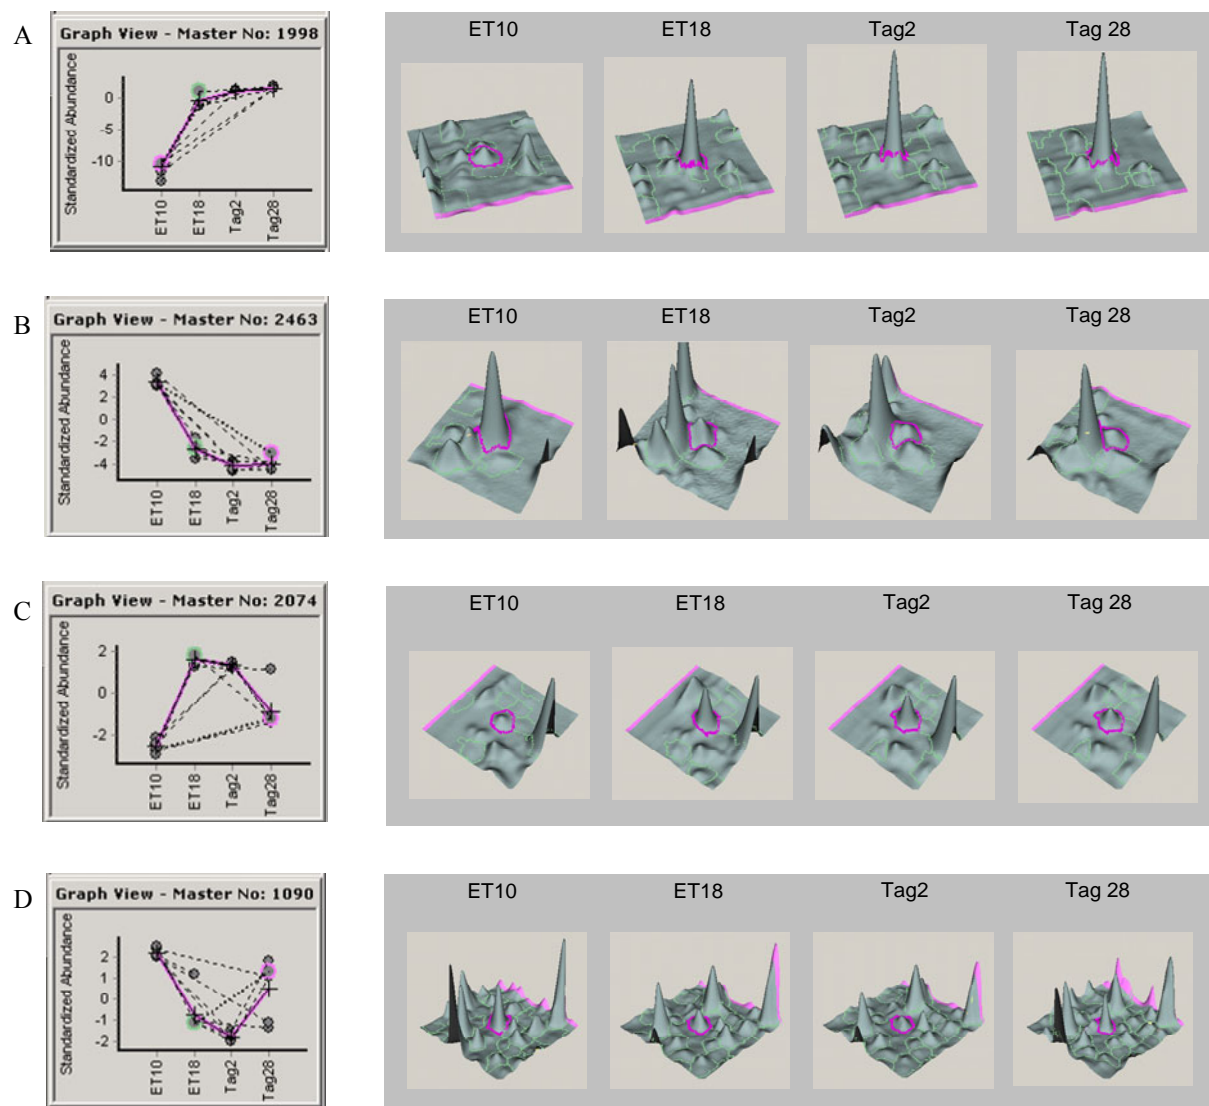 A
Graph View - Master No: 1998
Standardized Abundance
0
-5
-10
ET10
ET18
Tag2
Tag28
ET10 ET18 Tag2 Tag 28
B
Graph View - Master No: 2463
Standardized Abundance
4
2
0
-2
-4
ET10
ET18
Tag2
Tag28
ET10 ET18 Tag2 Tag 28
C
Graph View - Master No: 2074
Standardized Abundance
2
0
-2
ET10
ET18
Tag2
Tag28
ET10 ET18 Tag2 Tag 28
D
Graph View - Master No: 1090
Standardized Abundance
2
1
0
-1
-2
ET10
ET18
Tag2
Tag28
ET10 ET18 Tag2 Tag 28